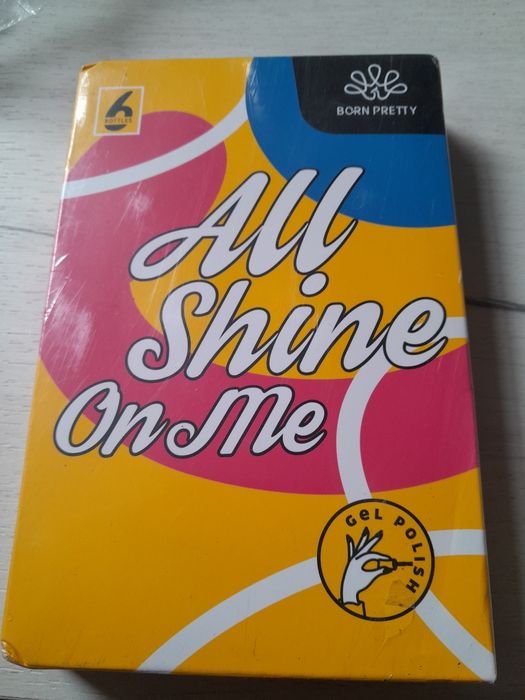 6
BOTTLES
BORN PRETTY
All
Shine
On Me
GEL POLISH